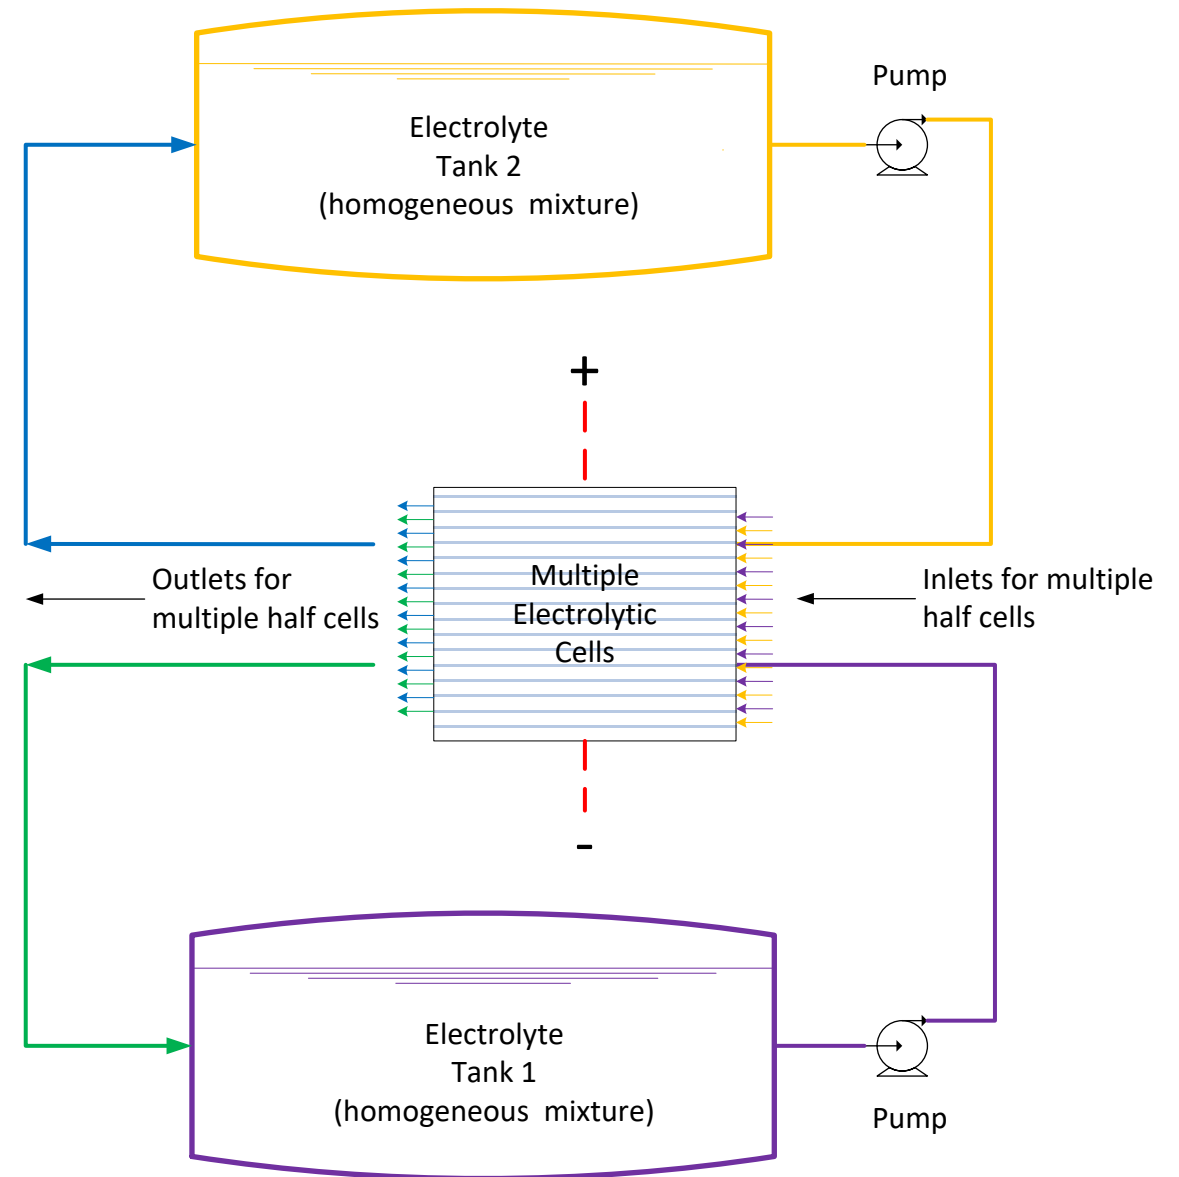 Pump
Electrolyte
Tank 2
(homogeneous mixture)
+
Outlets for
multiple half cells
Multiple
Electrolytic
Cells
Inlets for multiple
half cells
-
Electrolyte
Tank 1
(homogeneous mixture)
Pump